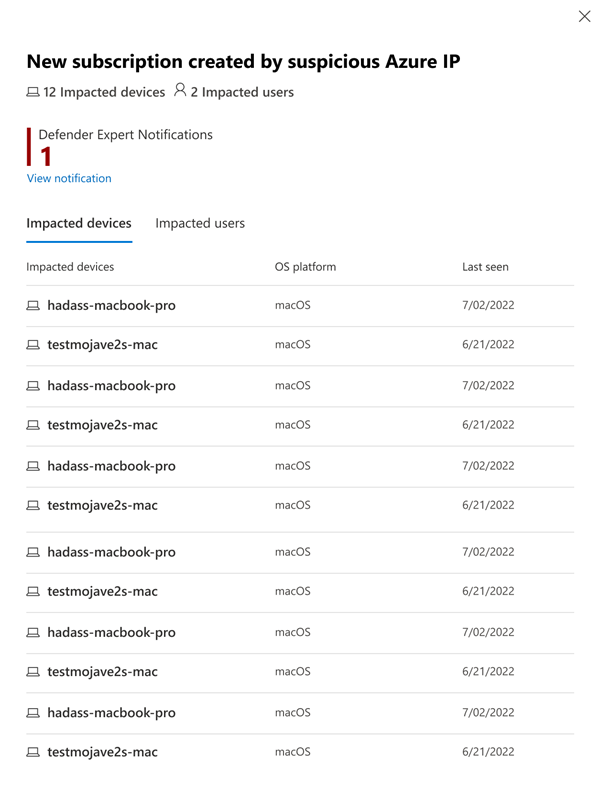 New subscription created by suspicious Azure IP
12 Impacted devices 2 Impacted users
Defender Expert Notifications
1
View notification
Impacted devices Impacted users
Impacted devices OS platform Last seen
hadass-macbook-pro macOS 7/02/2022
testmojave2s-mac macOS 6/21/2022
hadass-macbook-pro macOS 7/02/2022
testmojave2s-mac macOS 6/21/2022
hadass-macbook-pro macOS 7/02/2022
testmojave2s-mac macOS 6/21/2022
hadass-macbook-pro macOS 7/02/2022
testmojave2s-mac macOS 6/21/2022
hadass-macbook-pro macOS 7/02/2022
testmojave2s-mac macOS 6/21/2022
hadass-macbook-pro macOS 7/02/2022
testmojave2s-mac macOS 6/21/2022